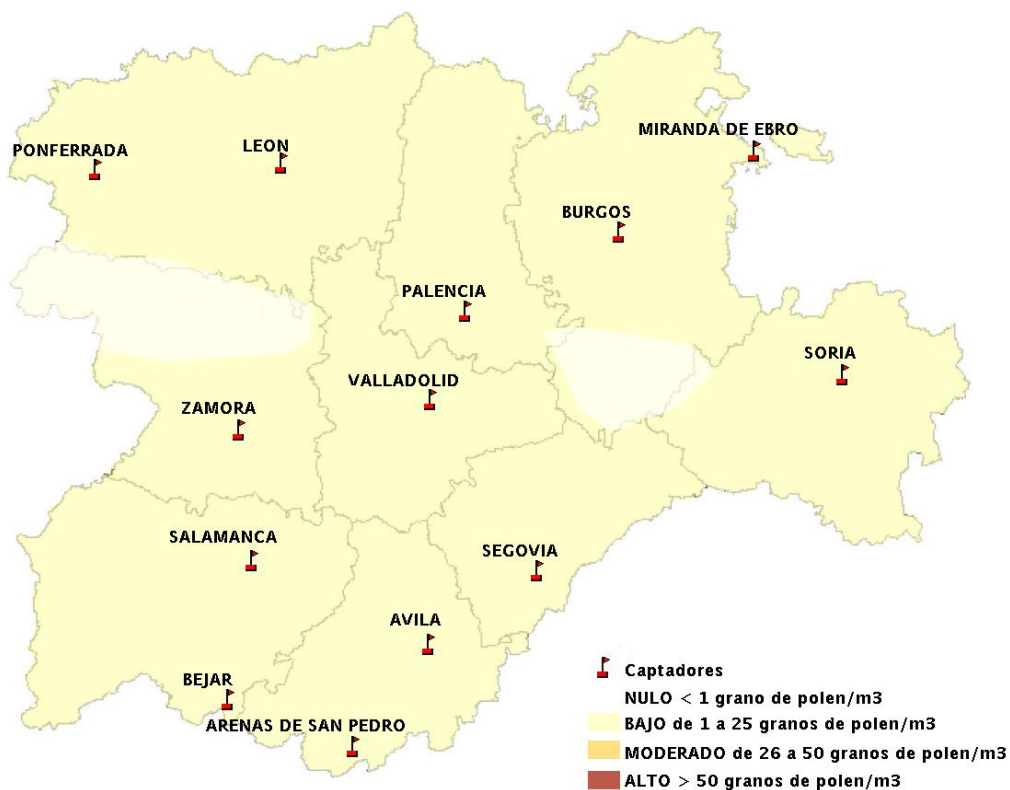 MIRANDA DE EBRO
PONFERRADA
LEON
BURGOS
PALENCIA
SORIA
VALLADOLID
ZAMORA
SALAMANCA
SEGOVIA
AVILA
BEJAR
ARENAS DE SAN PEDRO
Captadores
NULO < 1 grano de polen/m3
BAJO de 1 a 25 granos de polen/m3
MODERADO de 26 a 50 granos de polen/m3
ALTO > 50 granos de polen/m3